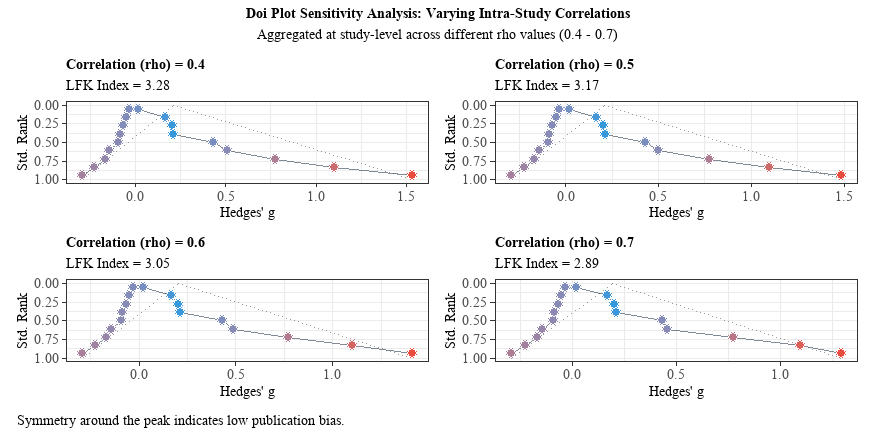 Doi Plot Sensitivity Analysis: Varying Intra-Study Correlations
Aggregated at study-level across different rho values (0.4 - 0.7)
Correlation (rho) = 0.4
LFK Index = 3.28
Std. Rank
0.00
0.25
0.50
0.75
1.00
0.0 0.5 1.0 1.5
Hedges' g
Correlation (rho) = 0.5
LFK Index = 3.17
Std. Rank
0.00
0.25
0.50
0.75
1.00
0.0 0.5 1.0 1.5
Hedges' g
Correlation (rho) = 0.6
LFK Index = 3.05
Std. Rank
0.00
0.25
0.50
0.75
1.00
0.0 0.5 1.0
Hedges' g
Correlation (rho) = 0.7
LFK Index = 2.89
Std. Rank
0.00
0.25
0.50
0.75
1.00
0.0 0.5 1.0
Hedges' g
Symmetry around the peak indicates low publication bias.